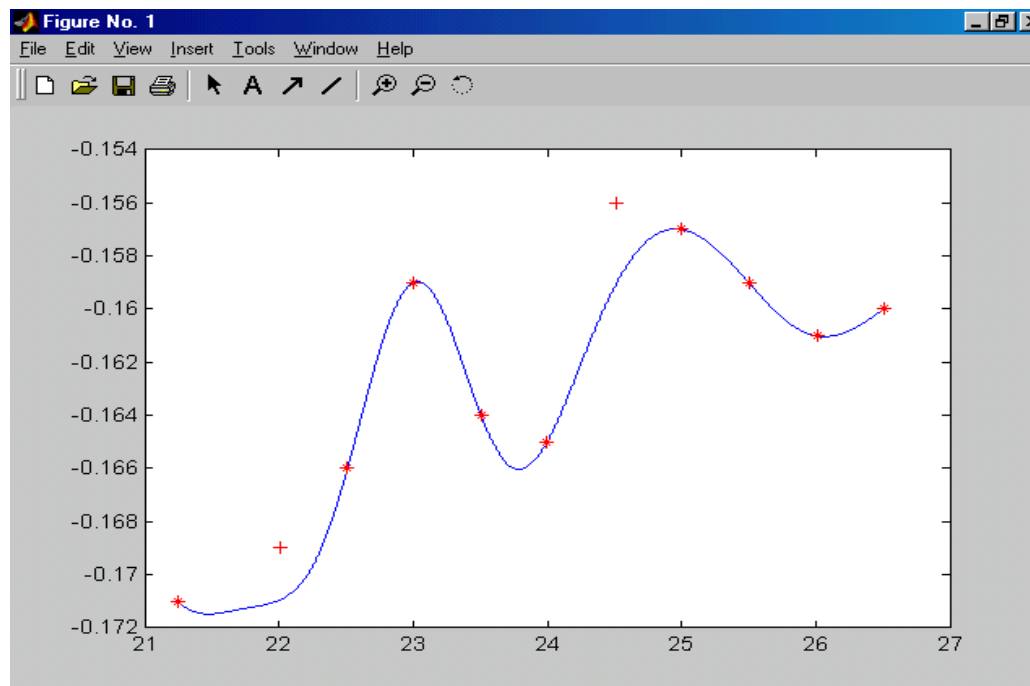 Figure No. 1
File Edit View Insert Tools Window Help
A
-0.154
-0.156
-0.158
-0.16
-0.162
-0.164
-0.166
-0.168
-0.17
-0.172
21 22 23 24 25 26 27